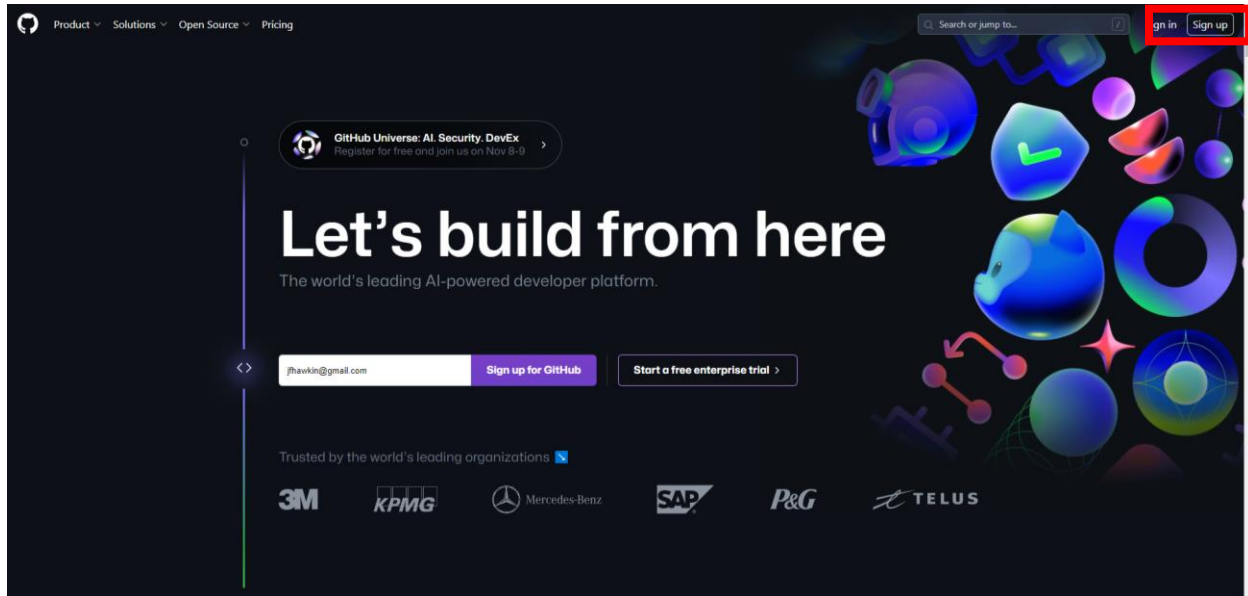 Product Solutions Open Source Pricing
Search or jump to... /
gn in Sign up
GitHub Universe: AI. Security. DevEx
Register for free and join us on Nov 8-9
Let's build from here
The world's leading AI-powered developer platform.
jfhawkin@gmail.com Sign up for GitHub Start a free enterprise trial >
Trusted by the world's leading organizations
3M KPMG Mercedes-Benz SAP P&G TELUS